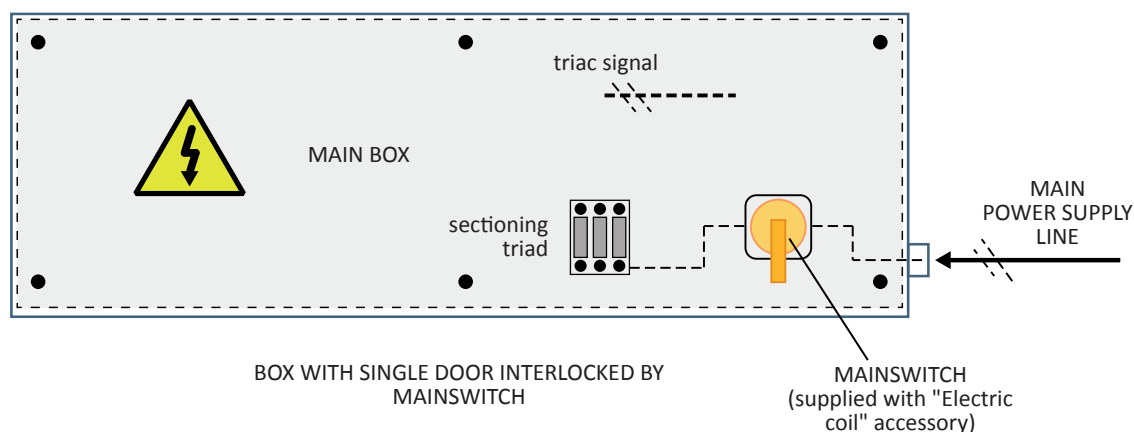 triac signal
MAIN BOX
sectioning
triad
MAIN
POWER SUPPLY
LINE
BOX WITH SINGLE DOOR INTERLOCKED BY
MAINSWITCH
MAINSWITCH
(supplied with "Electric
coil" accessory)